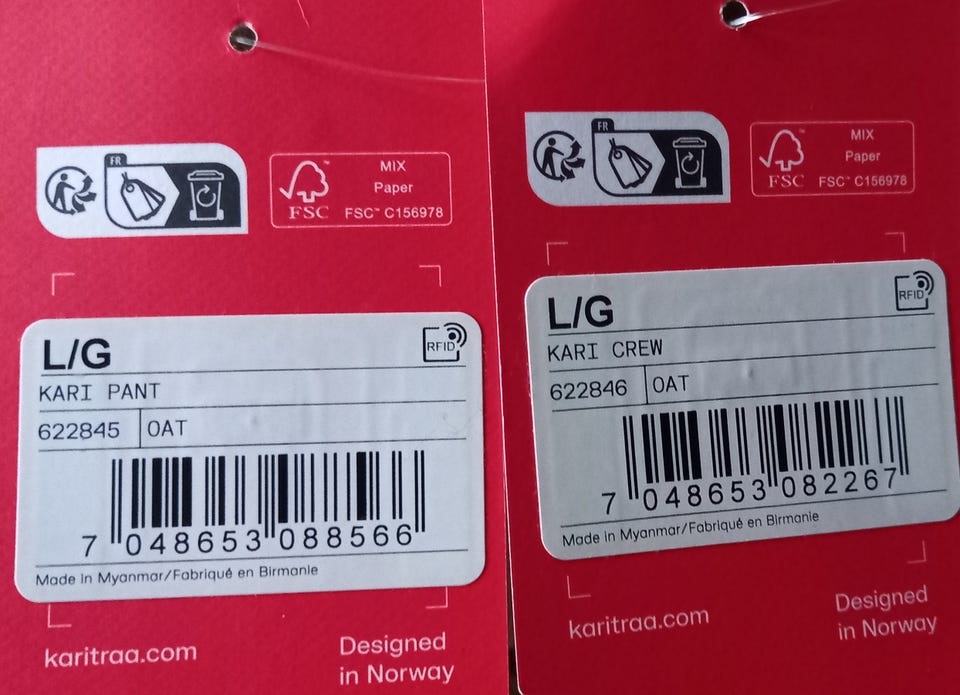 FR
FSC
MIX
Paper
FSC™ C156978
L/G
RFID
KARI PANT
622845 OAT
7 048653 088566
Made in Myanmar/Fabriqué en Birmanie
karitraa.com
Designed
in Norway
FR
FSC
MIX
Paper
FSC™ C156978
L/G
RFID
KARI CREW
622846 OAT
7 048653 082267
Made in Myanmar/Fabriqué en Birmanie
karitraa.com
Designed
in Norway